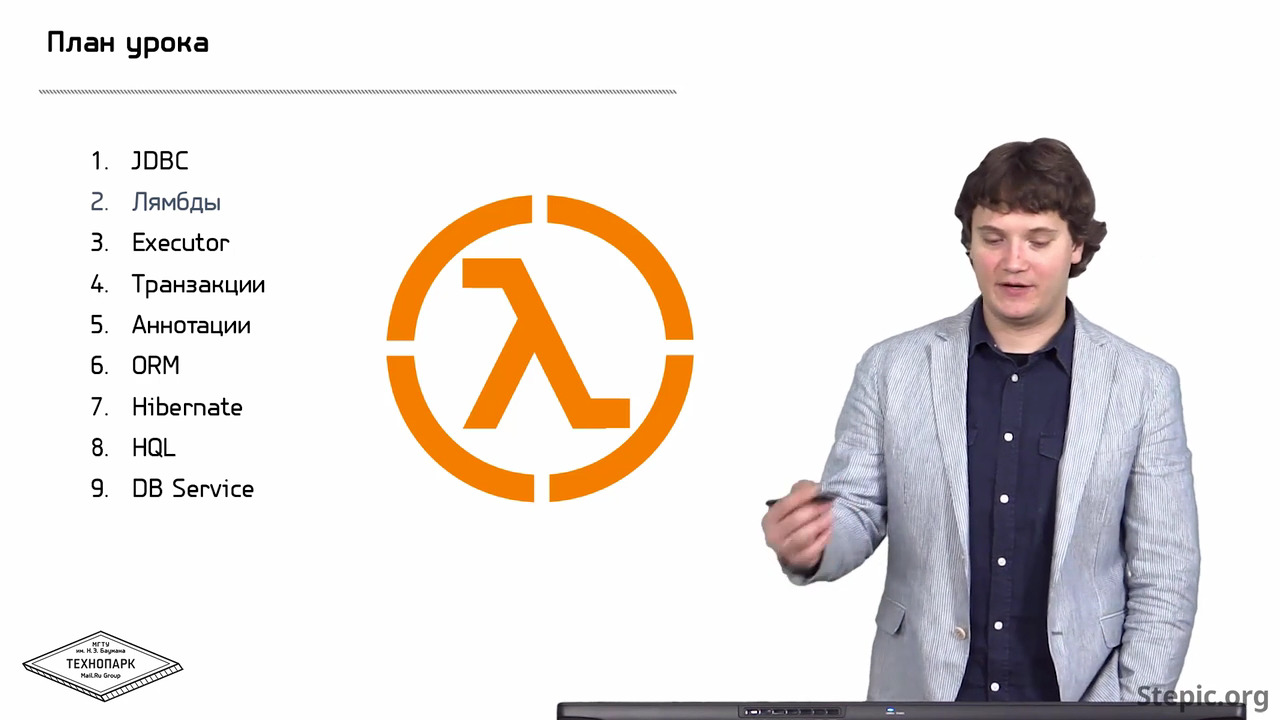 План урока
1. JDBC
2. Лямбды
3. Executor
4. Транзакции
5. Аннотации
6. ORM
7. Hibernate
8. HQL
9. DB Service
λ
МГТУ
им. Н.Э. Баумана
ТЕХНОПАРК
Mail.Ru Group
Stepic.org